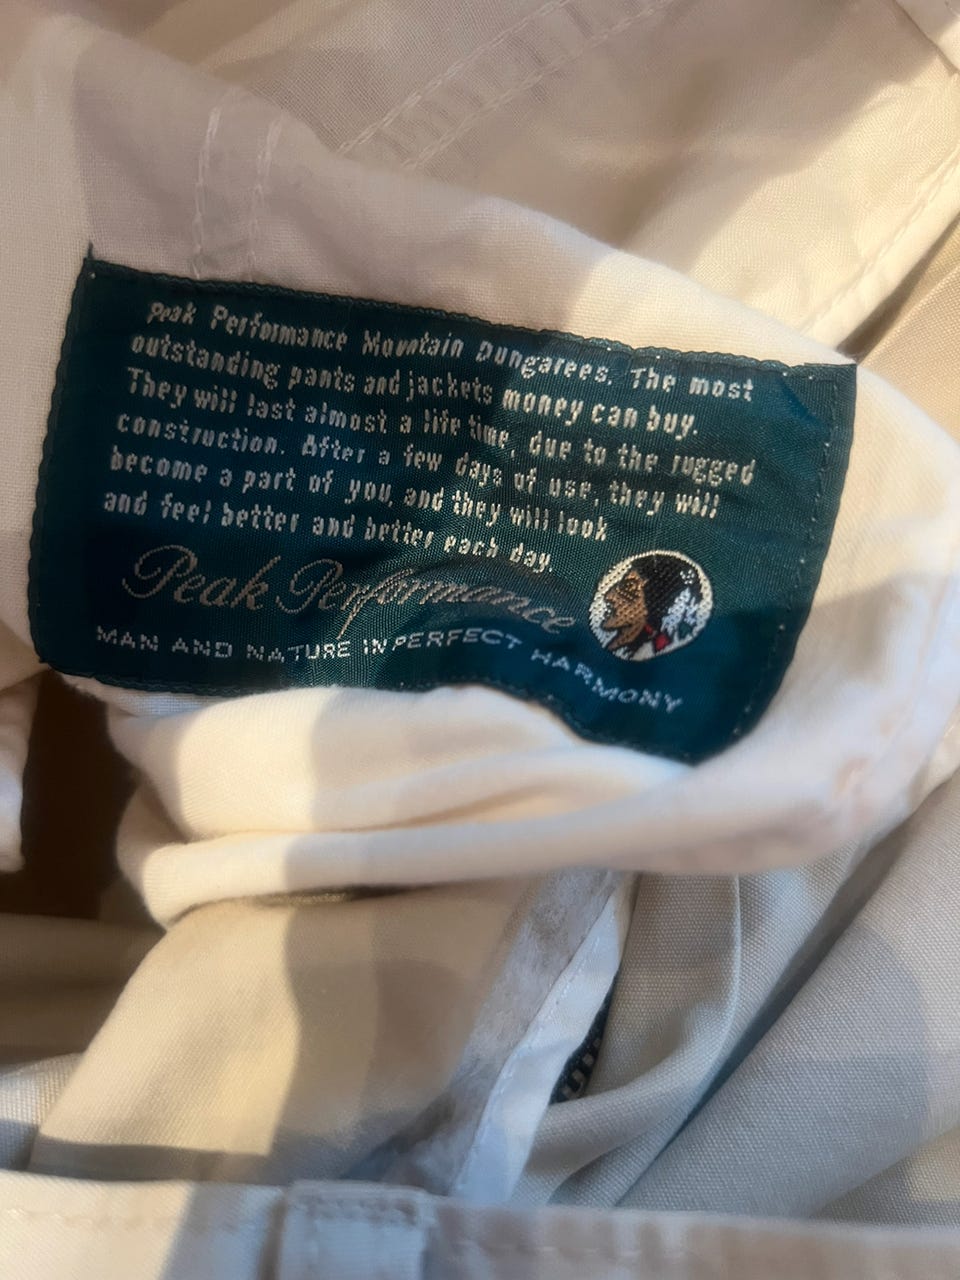 Peak Performance Mountain Dungarees. The most
outstanding pants and jackets money can buy.
They will last almost a life time, due to the rugged
construction. After a few days of use, they will
become a part of you, and they will look
and feel better and better each day.
Peak Performance
MAN AND NATURE IN PERFECT HARMONY